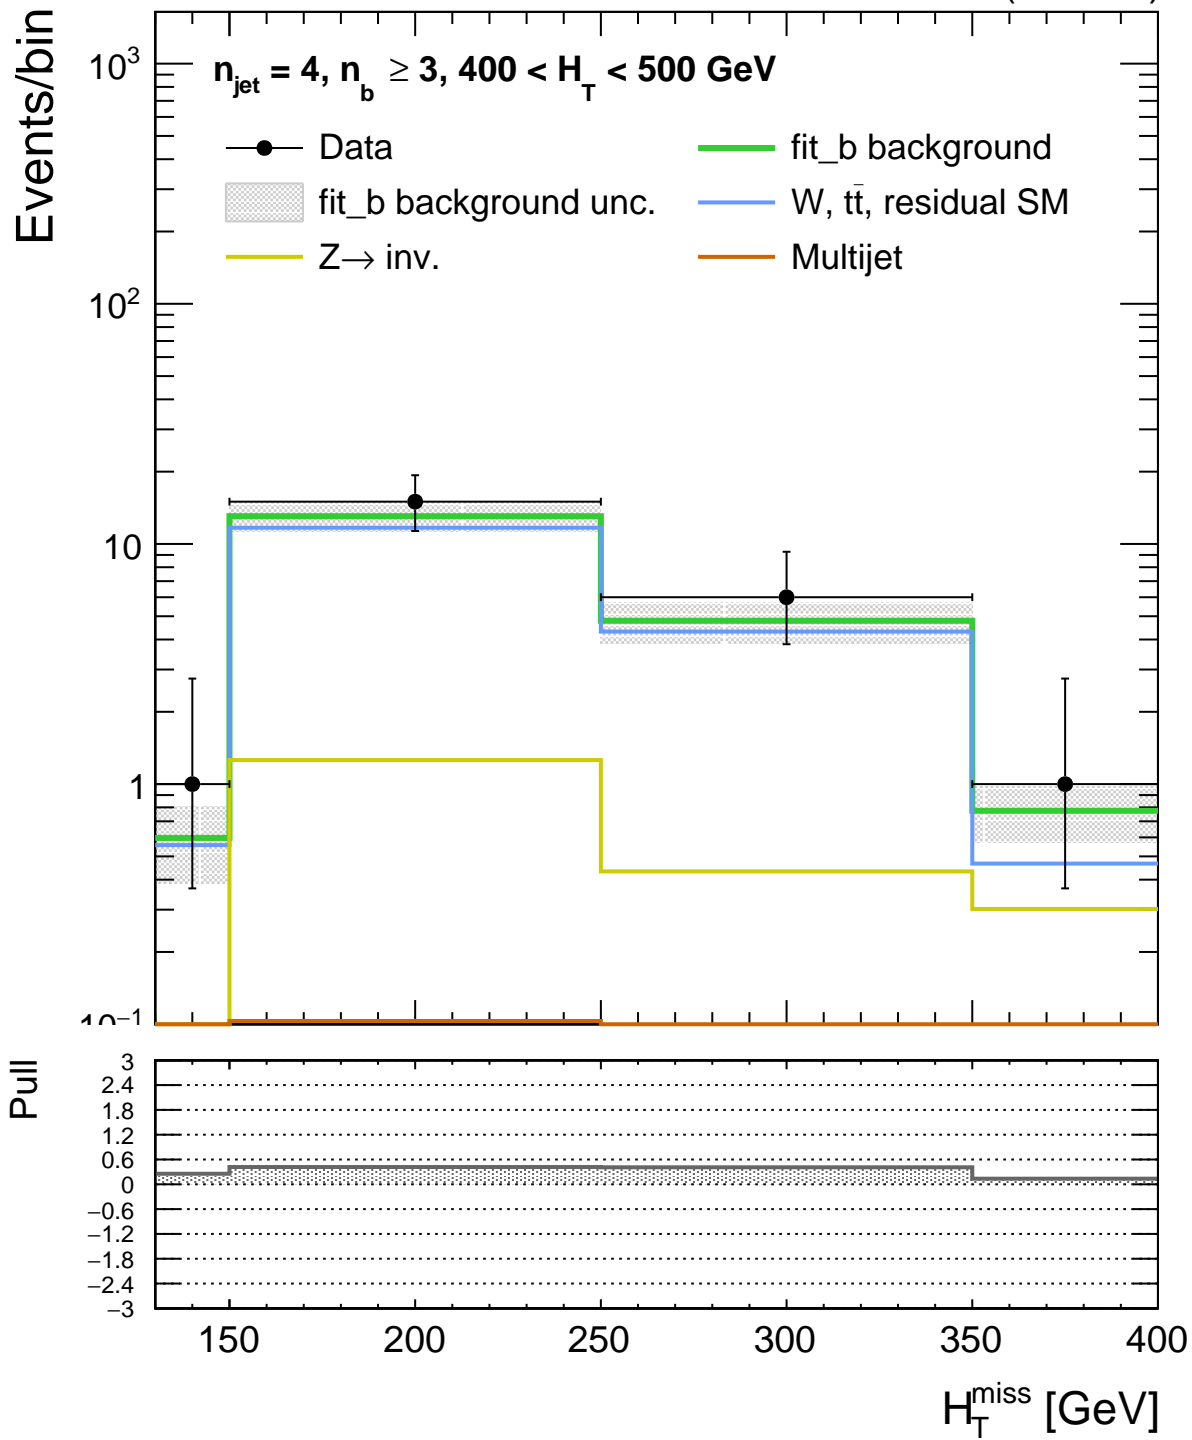 Events/bin
10³
10²
10
1
10⁻¹
n_jet = 4, n_b ≥ 3, 400 < H_T < 500 GeV
Data
fit_b background
fit_b background unc.
W, tt̄, residual SM
Z→ inv.
Multijet
Pull
3
2.4
1.8
1.2
0.6
0
−0.6
−1.2
−1.8
−2.4
−3
150 200 250 300 350 400
H_T^miss [GeV]